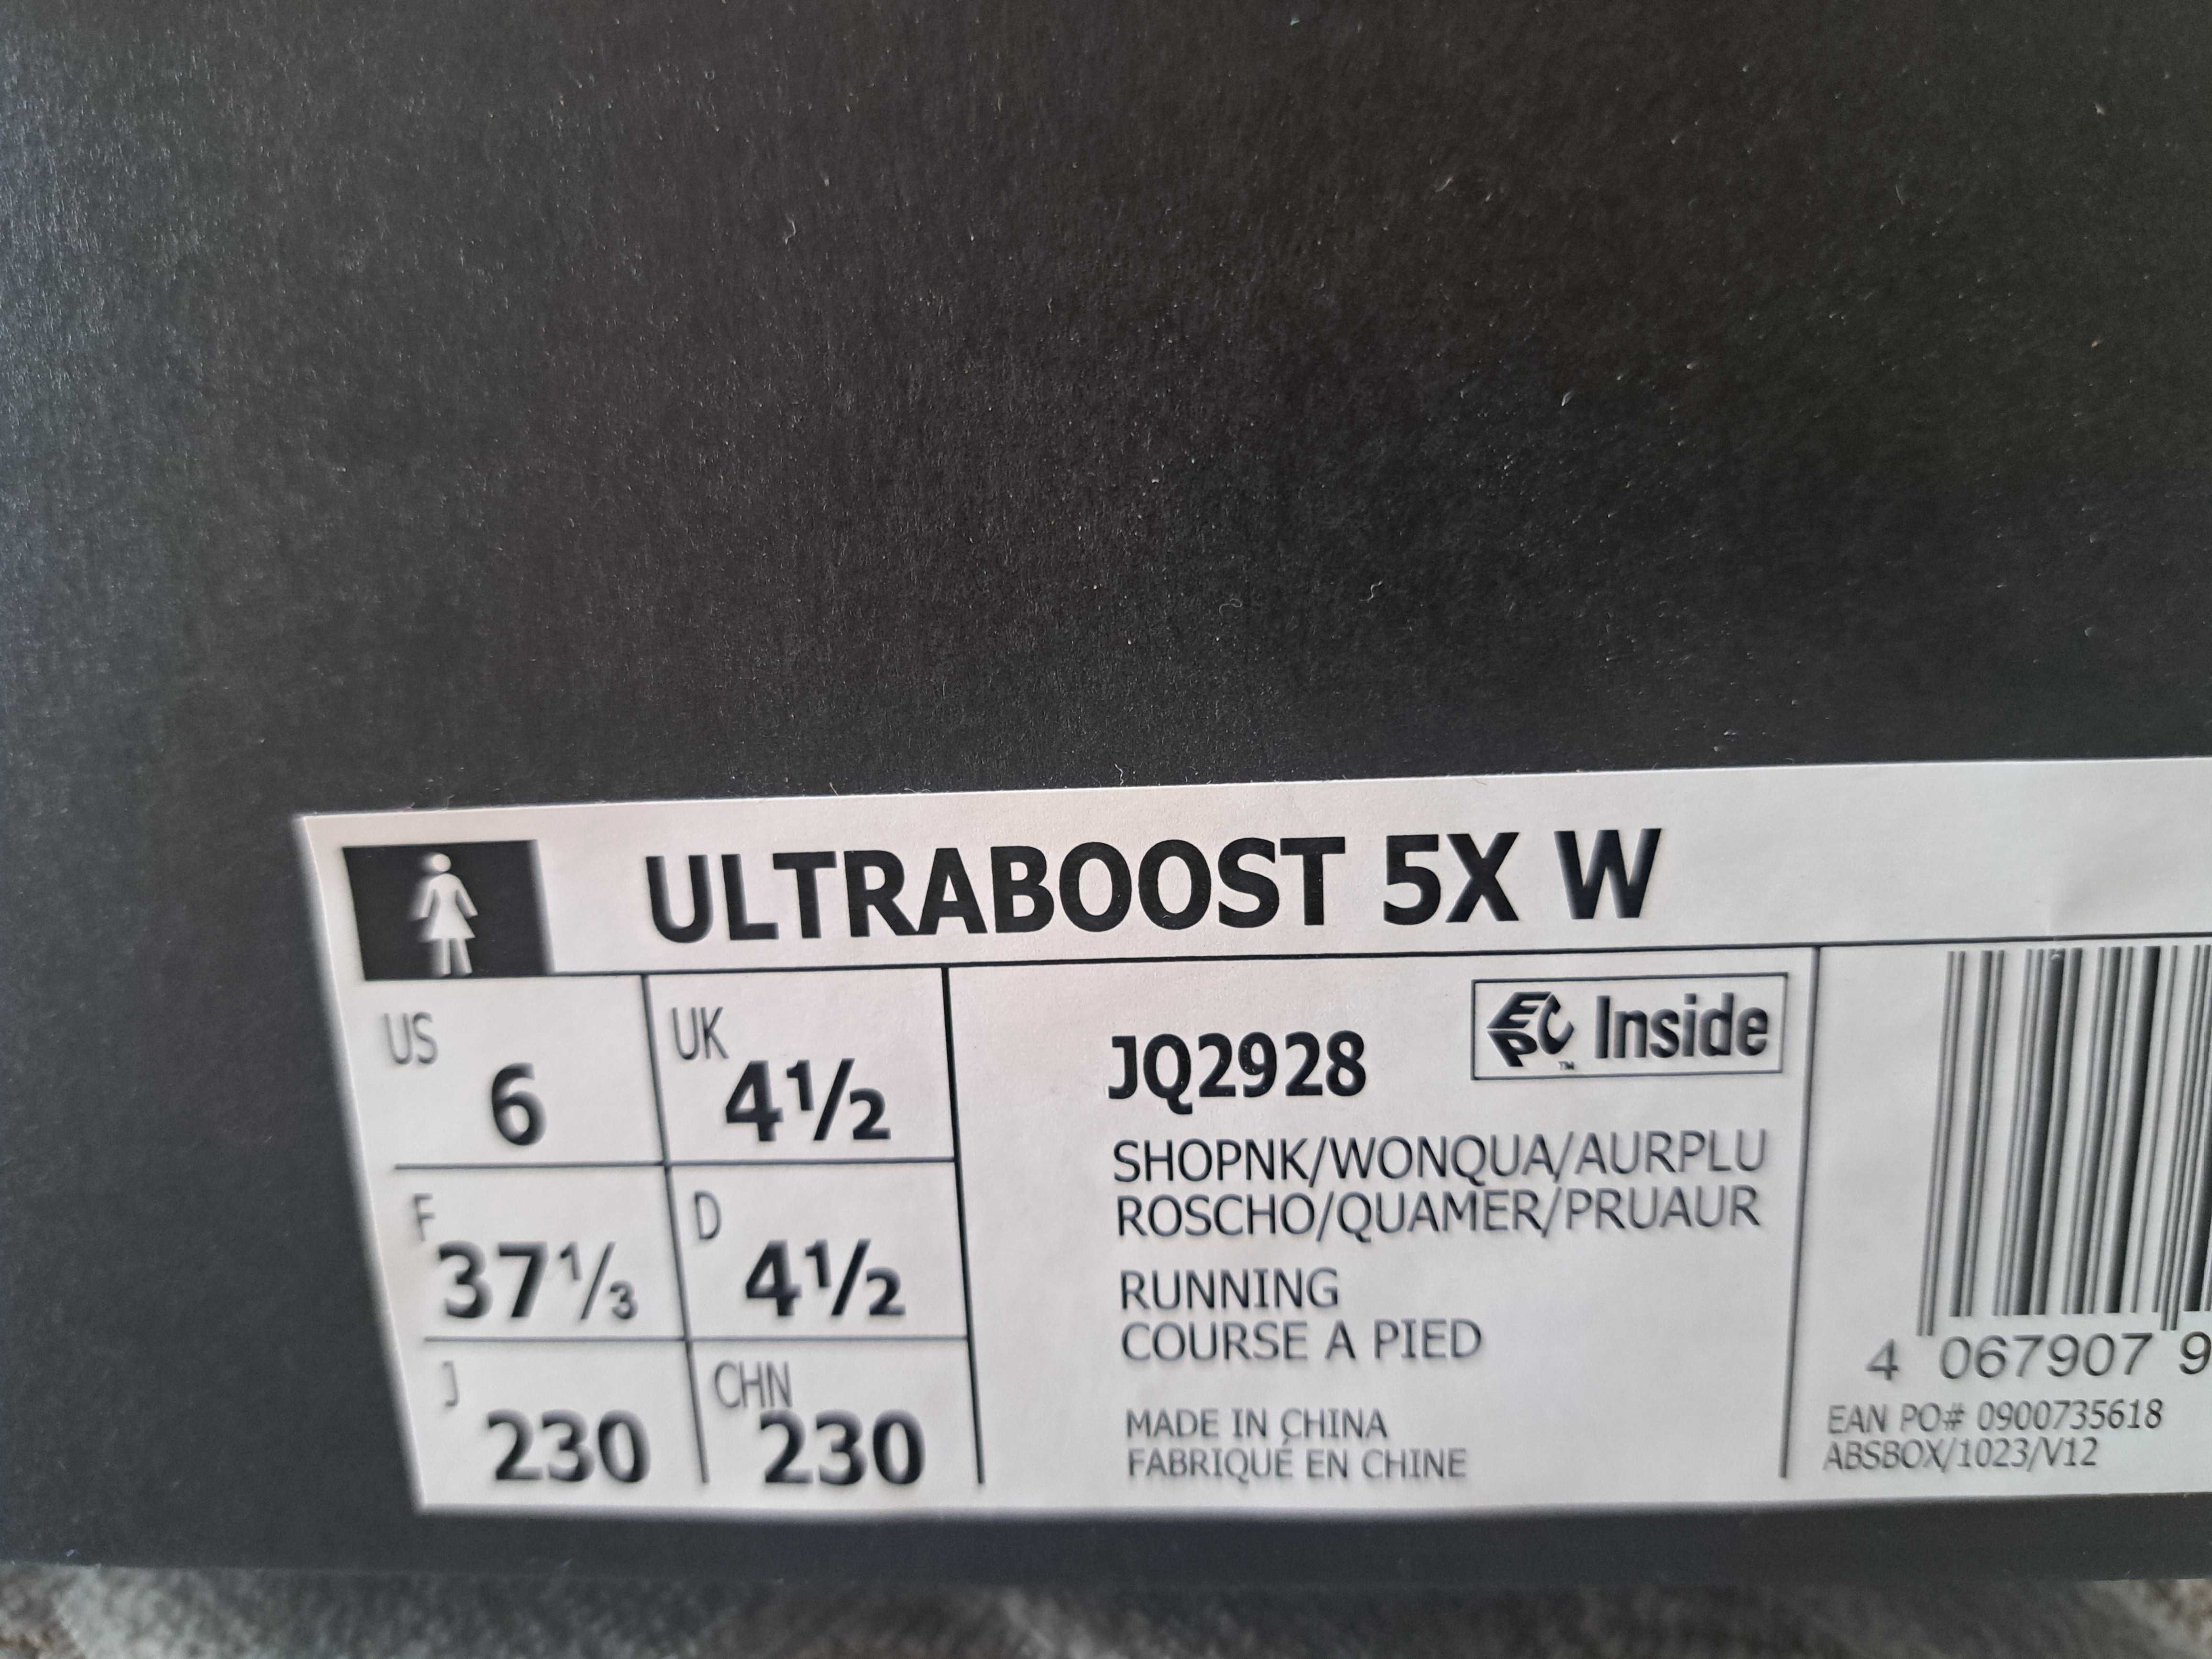 ULTRABOOST 5X W
US 6
UK 4½
F 37⅓
D 4½
J 230
CHN 230
JQ2928
EPC Inside
TM
SHOPNK/WONQUA/AURPLU
ROSCHO/QUAMER/PRUAUR
RUNNING
COURSE A PIED
MADE IN CHINA
FABRIQUÉ EN CHINE
4 067907 9
EAN PO# 0900735618
ABSBOX/1023/V12